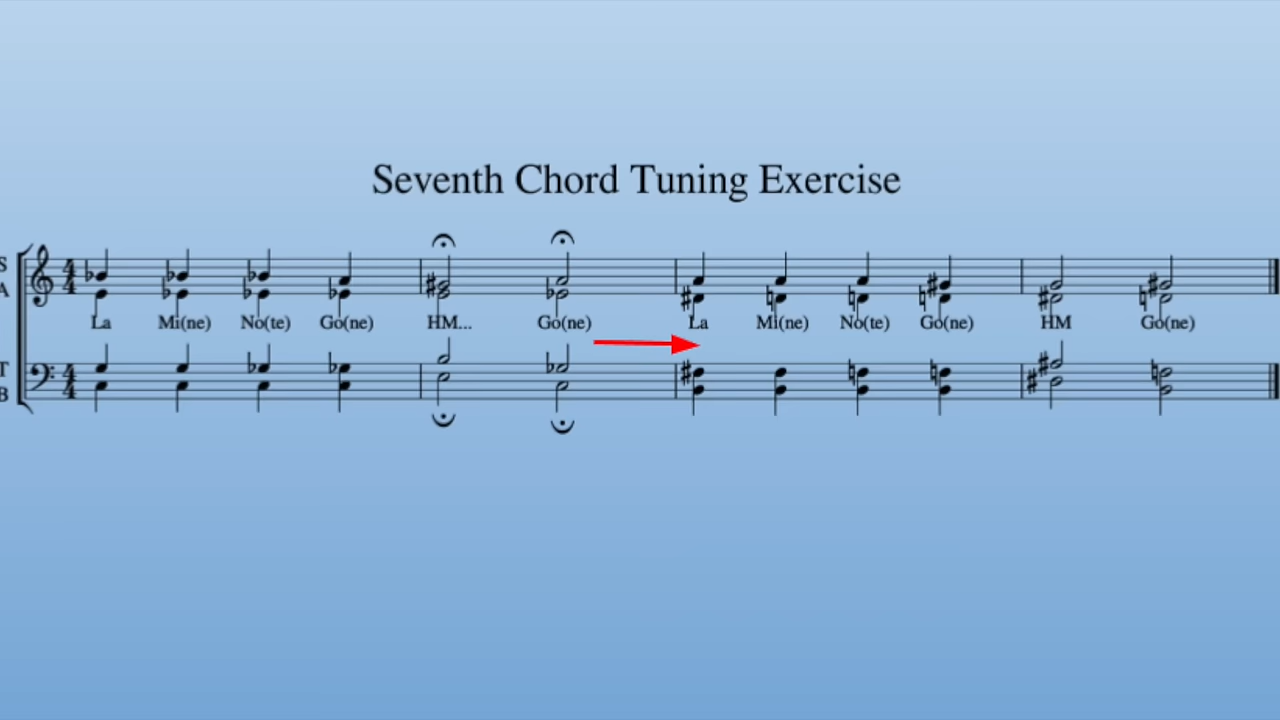 Seventh Chord Tuning Exercise
S
A
La Mi(ne) No(te) Go(ne) HM... Go(ne) La Mi(ne) No(te) Go(ne) HM Go(ne)
T
B